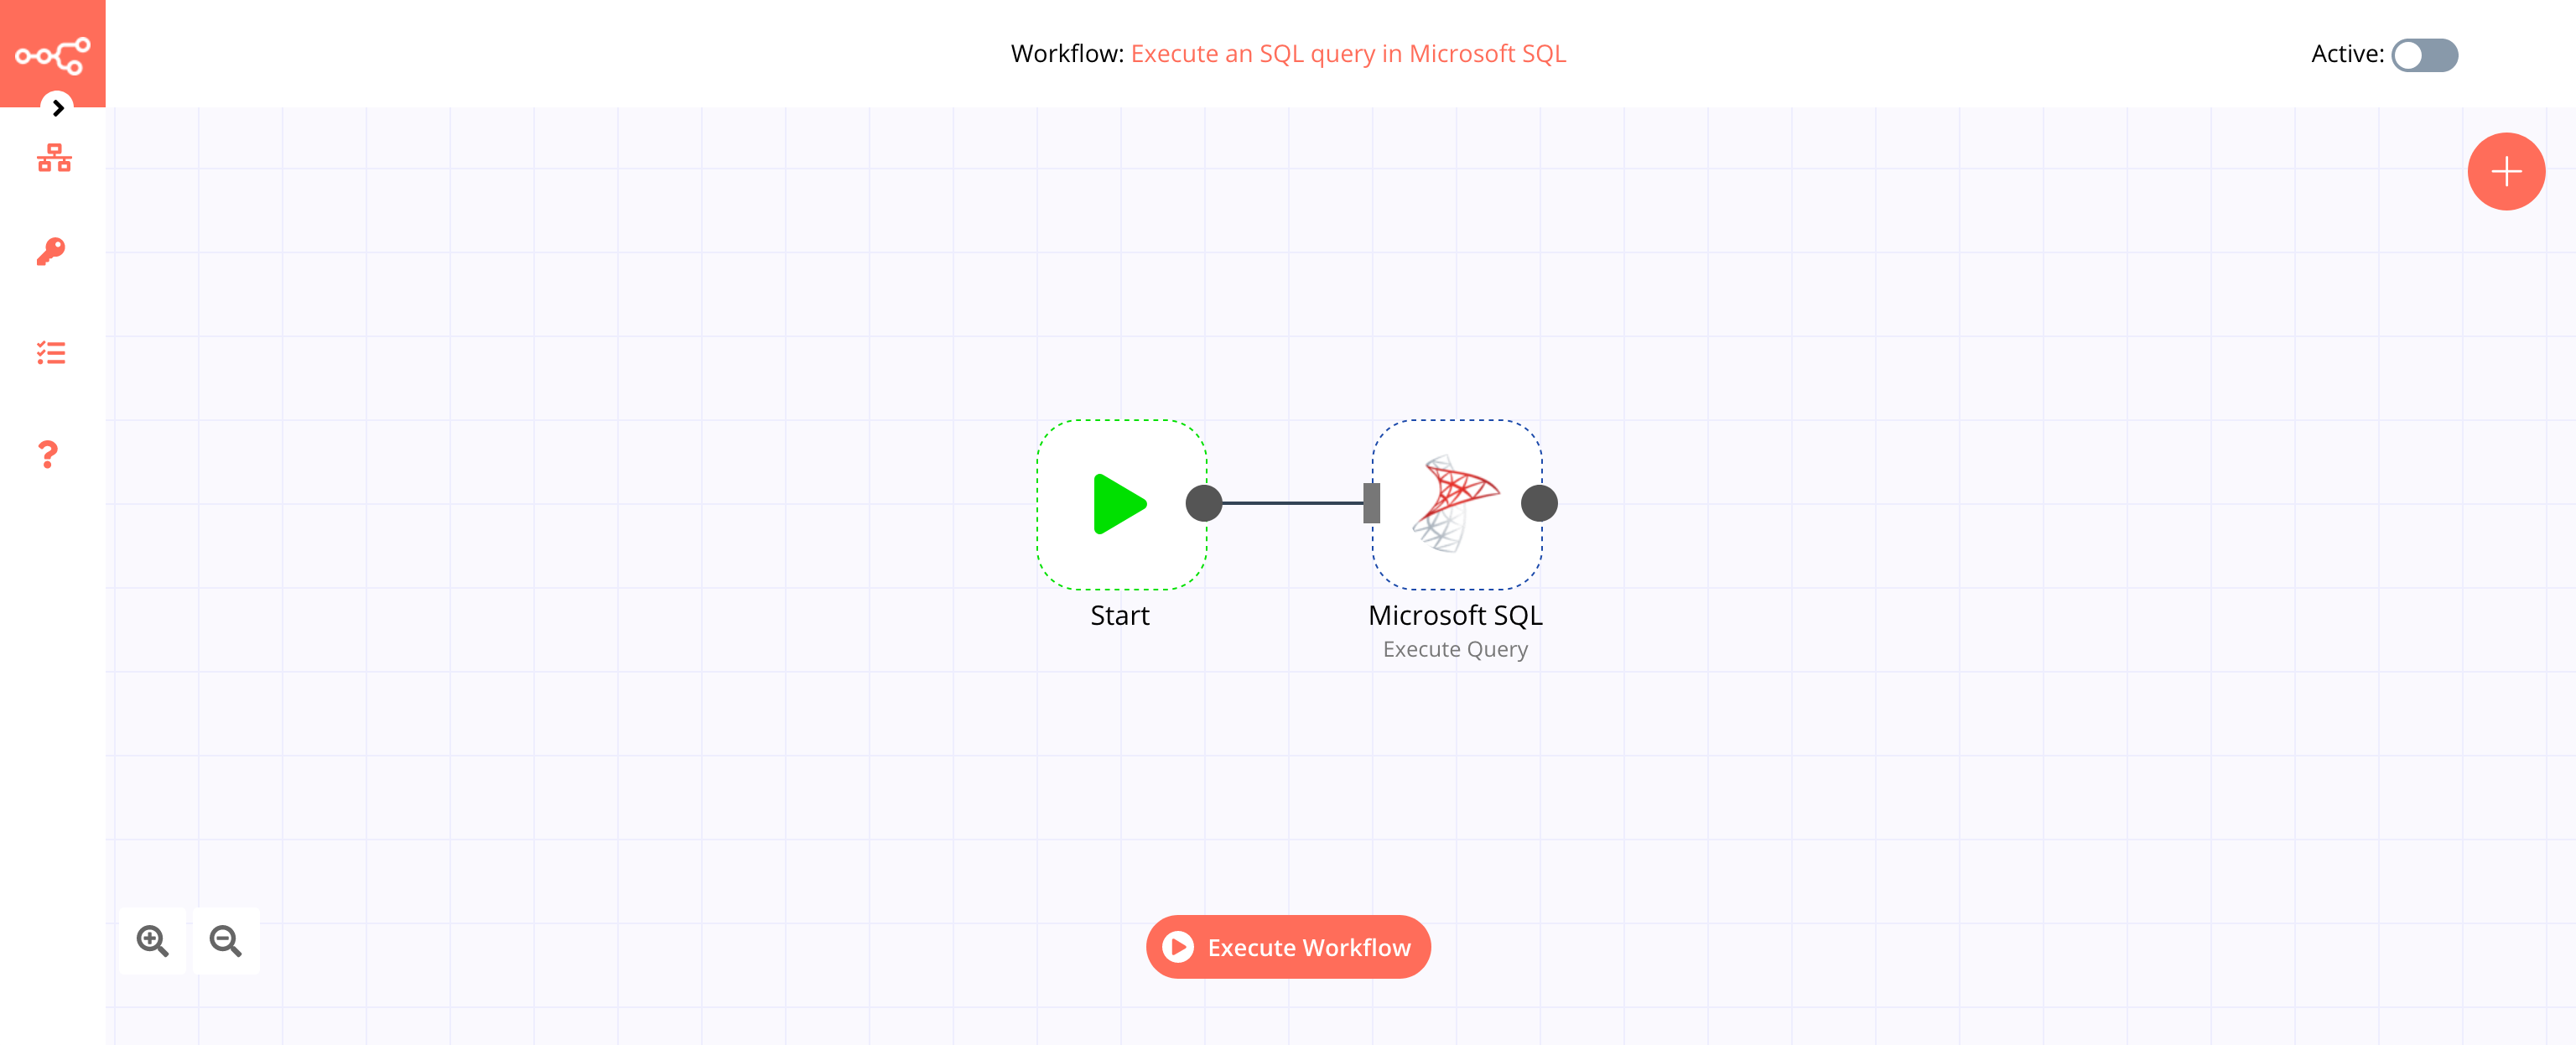 Workflow: Execute an SQL query in Microsoft SQL
Active:
Start
Microsoft SQL
Execute Query
Execute Workflow